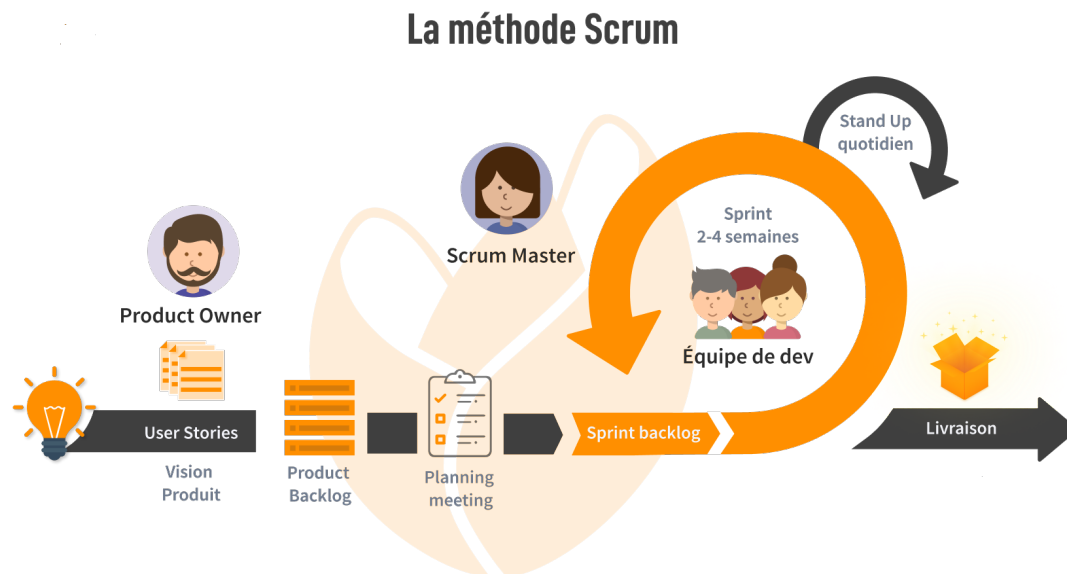 La méthode Scrum
Stand Up
quotidien
Sprint
2-4 semaines
Scrum Master
Product Owner
Équipe de dev
User Stories
Sprint backlog
Livraison
Vision
Produit
Product
Backlog
Planning
meeting